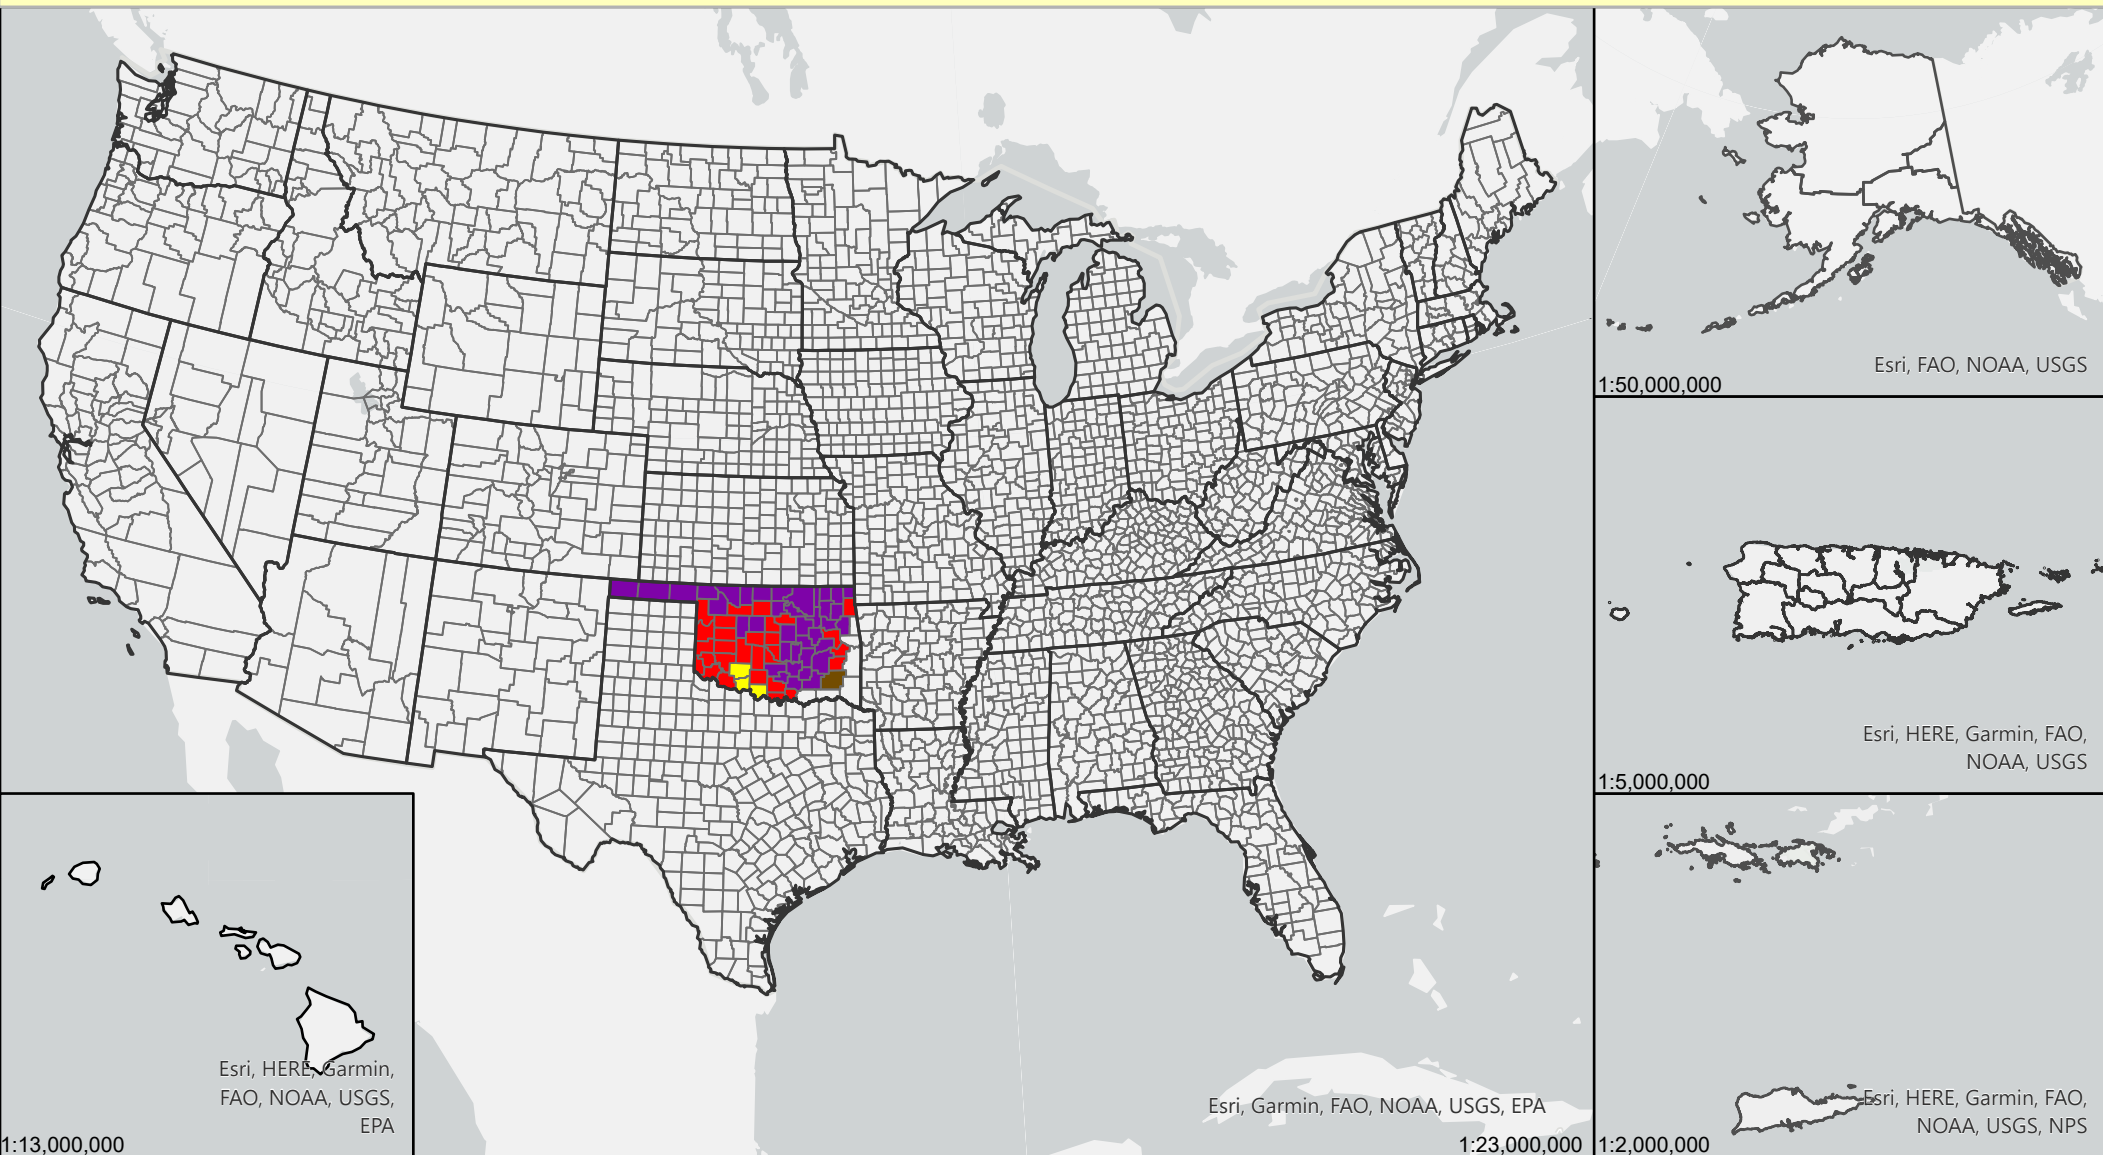 Esri, FAO, NOAA, USGS
1:50,000,000
Esri, HERE, Garmin, FAO,
NOAA, USGS
1:5,000,000
Esri, HERE, Garmin,
FAO, NOAA, USGS,
EPA
1:13,000,000
Esri, Garmin, FAO, NOAA, USGS, EPA
1:23,000,000
Esri, HERE, Garmin, FAO,
NOAA, USGS, NPS
1:2,000,000